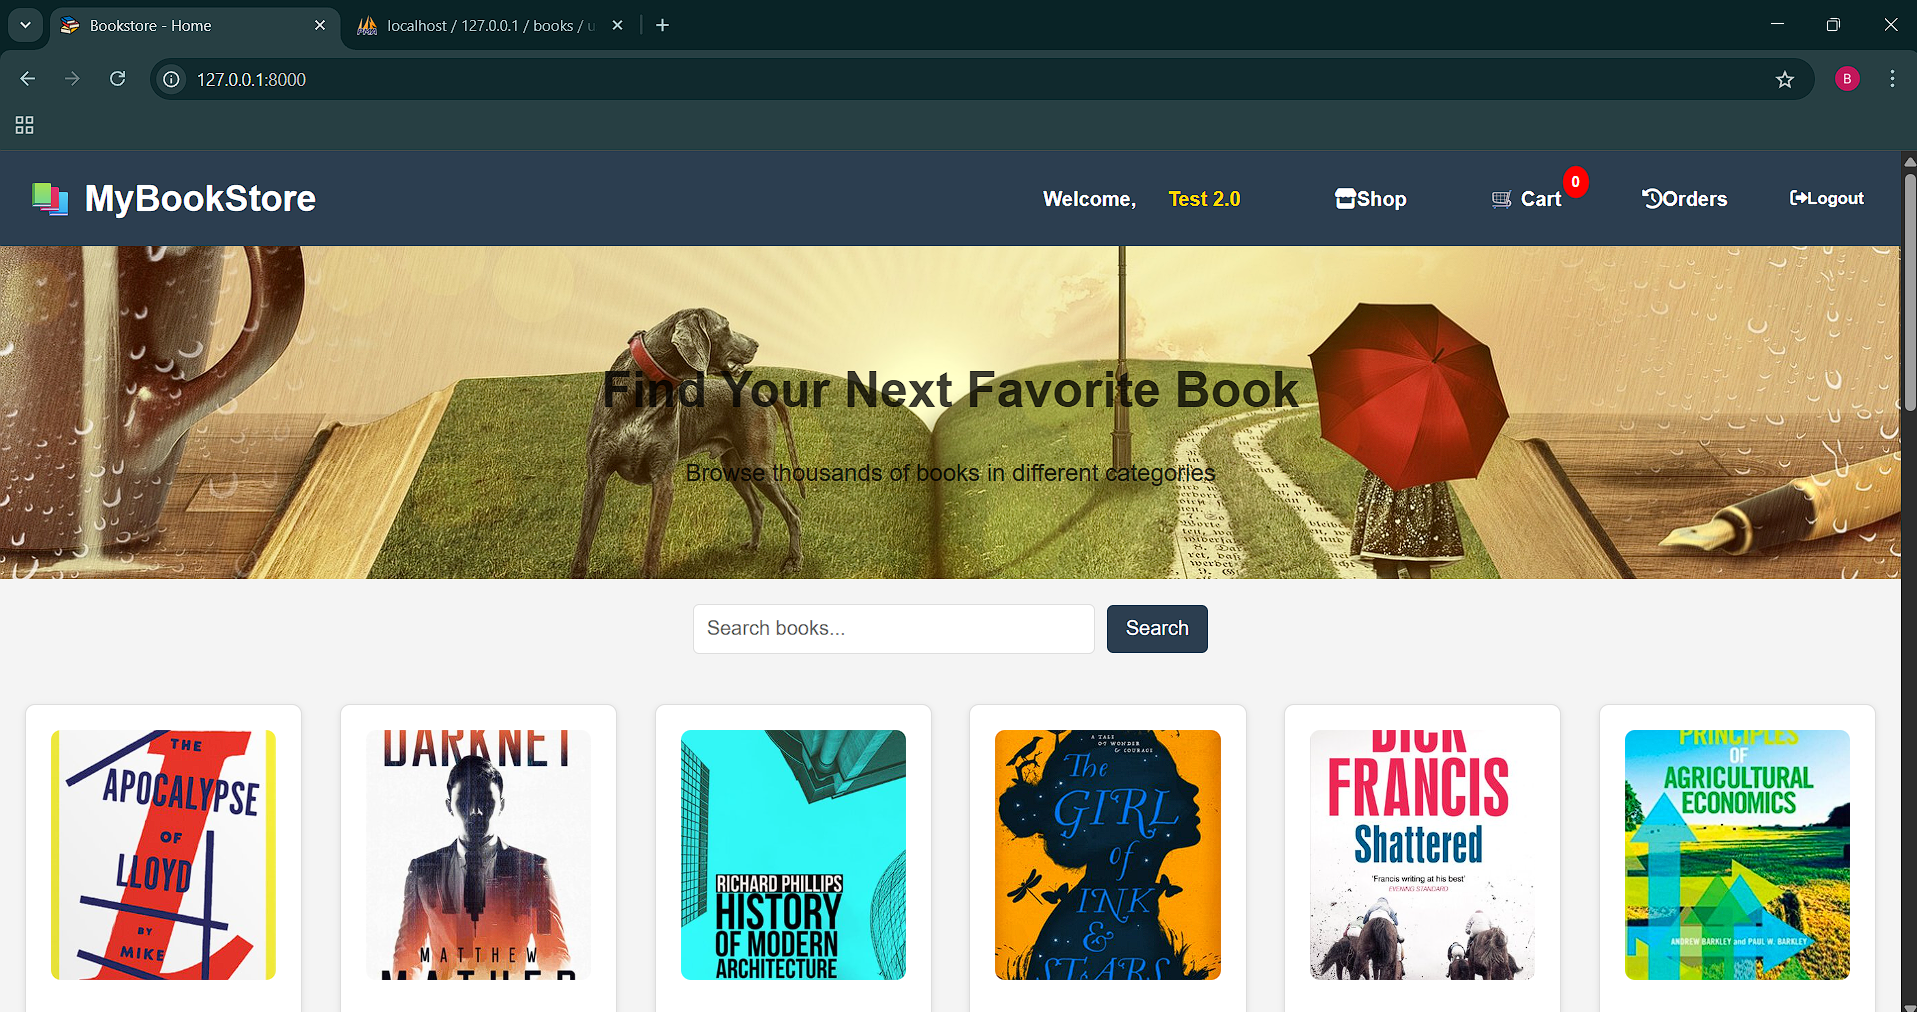 Bookstore - Home
localhost / 127.0.0.1 / books / u
127.0.0.1:8000
B
MyBookStore
Welcome, Test 2.0
Shop
Cart
0
Orders
Logout
Find Your Next Favorite Book
Browse thousands of books in different categories
Search books...
Search
THE
APOCALYPSE
OF
LLOYD
BY
MIKE
DARKNET
MATTHEW
MATHER
RICHARD PHILLIPS
HISTORY
OF MODERN
ARCHITECTURE
A TALE
OF WONDER
& COURAGE
The
GIRL
of
INK
&
STARS
DICK
FRANCIS
Shattered
'Francis writing at his best'
EVENING STANDARD
PRINCIPLES
OF
AGRICULTURAL
ECONOMICS
ANDREW BARKLEY and PAUL W. BARKLEY